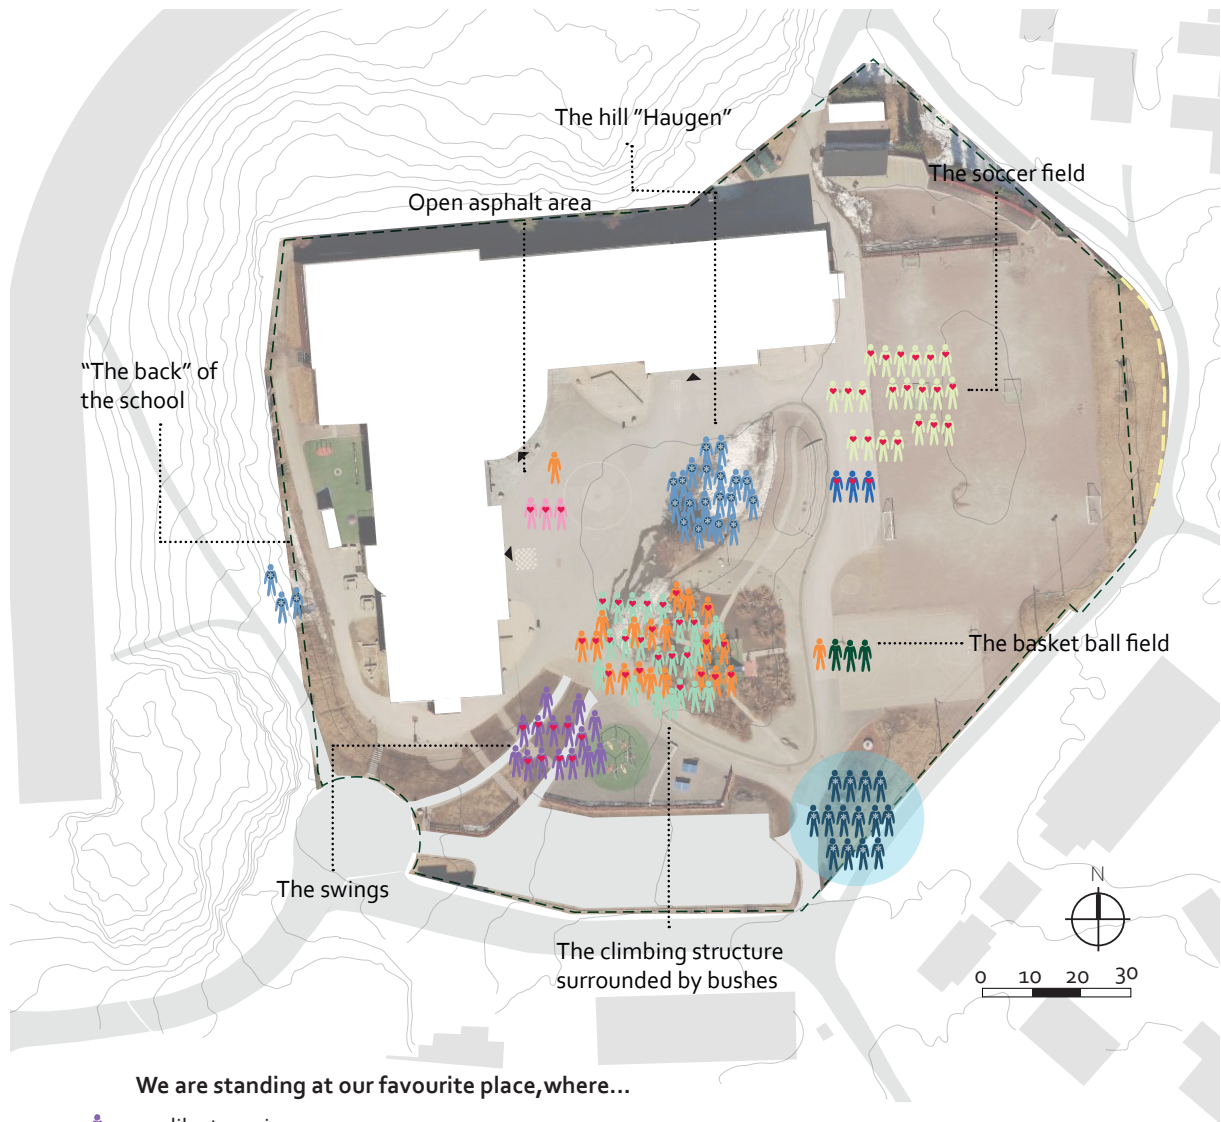 The hill ”Haugen”
The soccer field
Open asphalt area
“The back” of
the school
The basket ball field
The swings
The climbing structure
surrounded by bushes
N
0 10 20 30
We are standing at our favourite place,where...